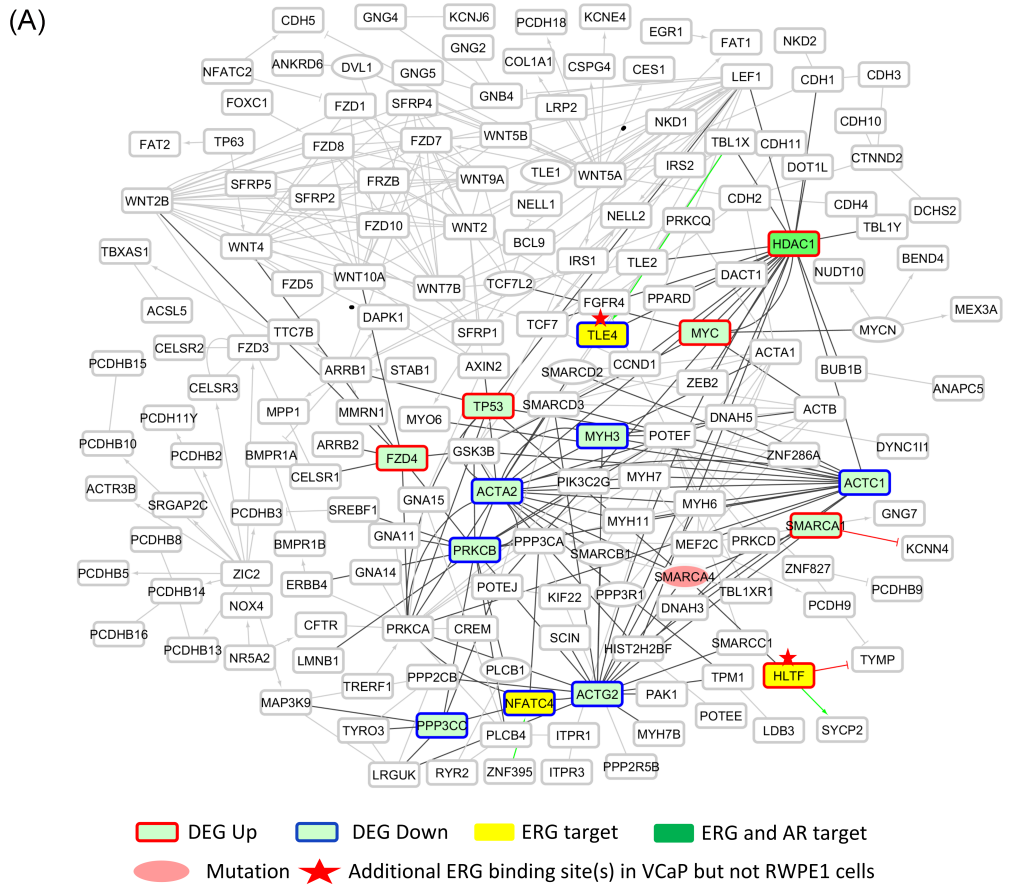 (A)
CDH5
GNG4
KCNJ6
PCDH18
KCNE4
EGR1
FAT1
NKD2
NFATC2
ANKRD6
DVL1
GNG2
GNG5
COL1A1
CSPG4
CES1
LEF1
CDH1
CDH3
FOXC1
FZD1
SFRP4
GNB4
LRP2
NKD1
CDH10
FAT2
TP63
FZD8
FZD7
WNT5B
TBL1X
CDH11
DOT1L
CTNND2
WNT2B
SFRP5
SFRP2
FRZB
WNT9A
TLE1
WNT5A
IRS2
CDH2
CDH4
DCHS2
NELL1
NELL2
PRKCQ
TBL1Y
TBXAS1
WNT4
FZD10
WNT2
BCL9
HDAC1
BEND4
IRS1
TLE2
DACT1
NUDT10
FZD5
WNT10A
WNT7B
TCF7L2
ACSL5
DAPK1
FGFR4
PPARD
MEX3A
TTC7B
SFRP1
TCF7
TLE4
MYC
MYCN
CELSR2
FZD3
PCDHB15
ARRB1
STAB1
AXIN2
SMARCD2
CCND1
ACTA1
BUB1B
CELSR3
ZEB2
ANAPC5
PCDH11Y
MPP1
MMRN1
MYO6
TP53
SMARCD3
DNAH5
ACTB
PCDHB10
ARRB2
MYH3
POTEF
DYNC1I1
PCDHB2
BMPR1A
FZD4
GSK3B
ZNF286A
ACTR3B
CELSR1
ACTA2
PIK3C2G
MYH7
ACTC1
SRGAP2C
PCDHB3
SREBF1
GNA15
MYH6
GNG7
PCDHB8
GNA11
PRKCB
PPP3CA
MYH11
SMARCA1
BMPR1B
SMARCB1
MEF2C
PRKCD
KCNN4
PCDHB5
ZIC2
ERBB4
GNA14
SMARCA4
ZNF827
PCDHB14
POTEJ
KIF22
PPP3R1
TBL1XR1
PCDHB9
NOX4
DNAH3
PCDH9
PCDHB16
CFTR
PRKCA
CREM
SCIN
HIST2H2BF
SMARCC1
PCDHB13
NR5A2
LMNB1
PLCB1
TYMP
TRERF1
PPP2CB
HLTF
MAP3K9
NFATC4
ACTG2
PAK1
TPM1
TYRO3
PPP3CC
PLCB4
ITPR1
MYH7B
POTEE
LDB3
SYCP2
LRGUK
RYR2
ZNF395
ITPR3
PPP2R5B
DEG Up
DEG Down
ERG target
ERG and AR target
Mutation
Additional ERG binding site(s) in VCaP but not RWPE1 cells